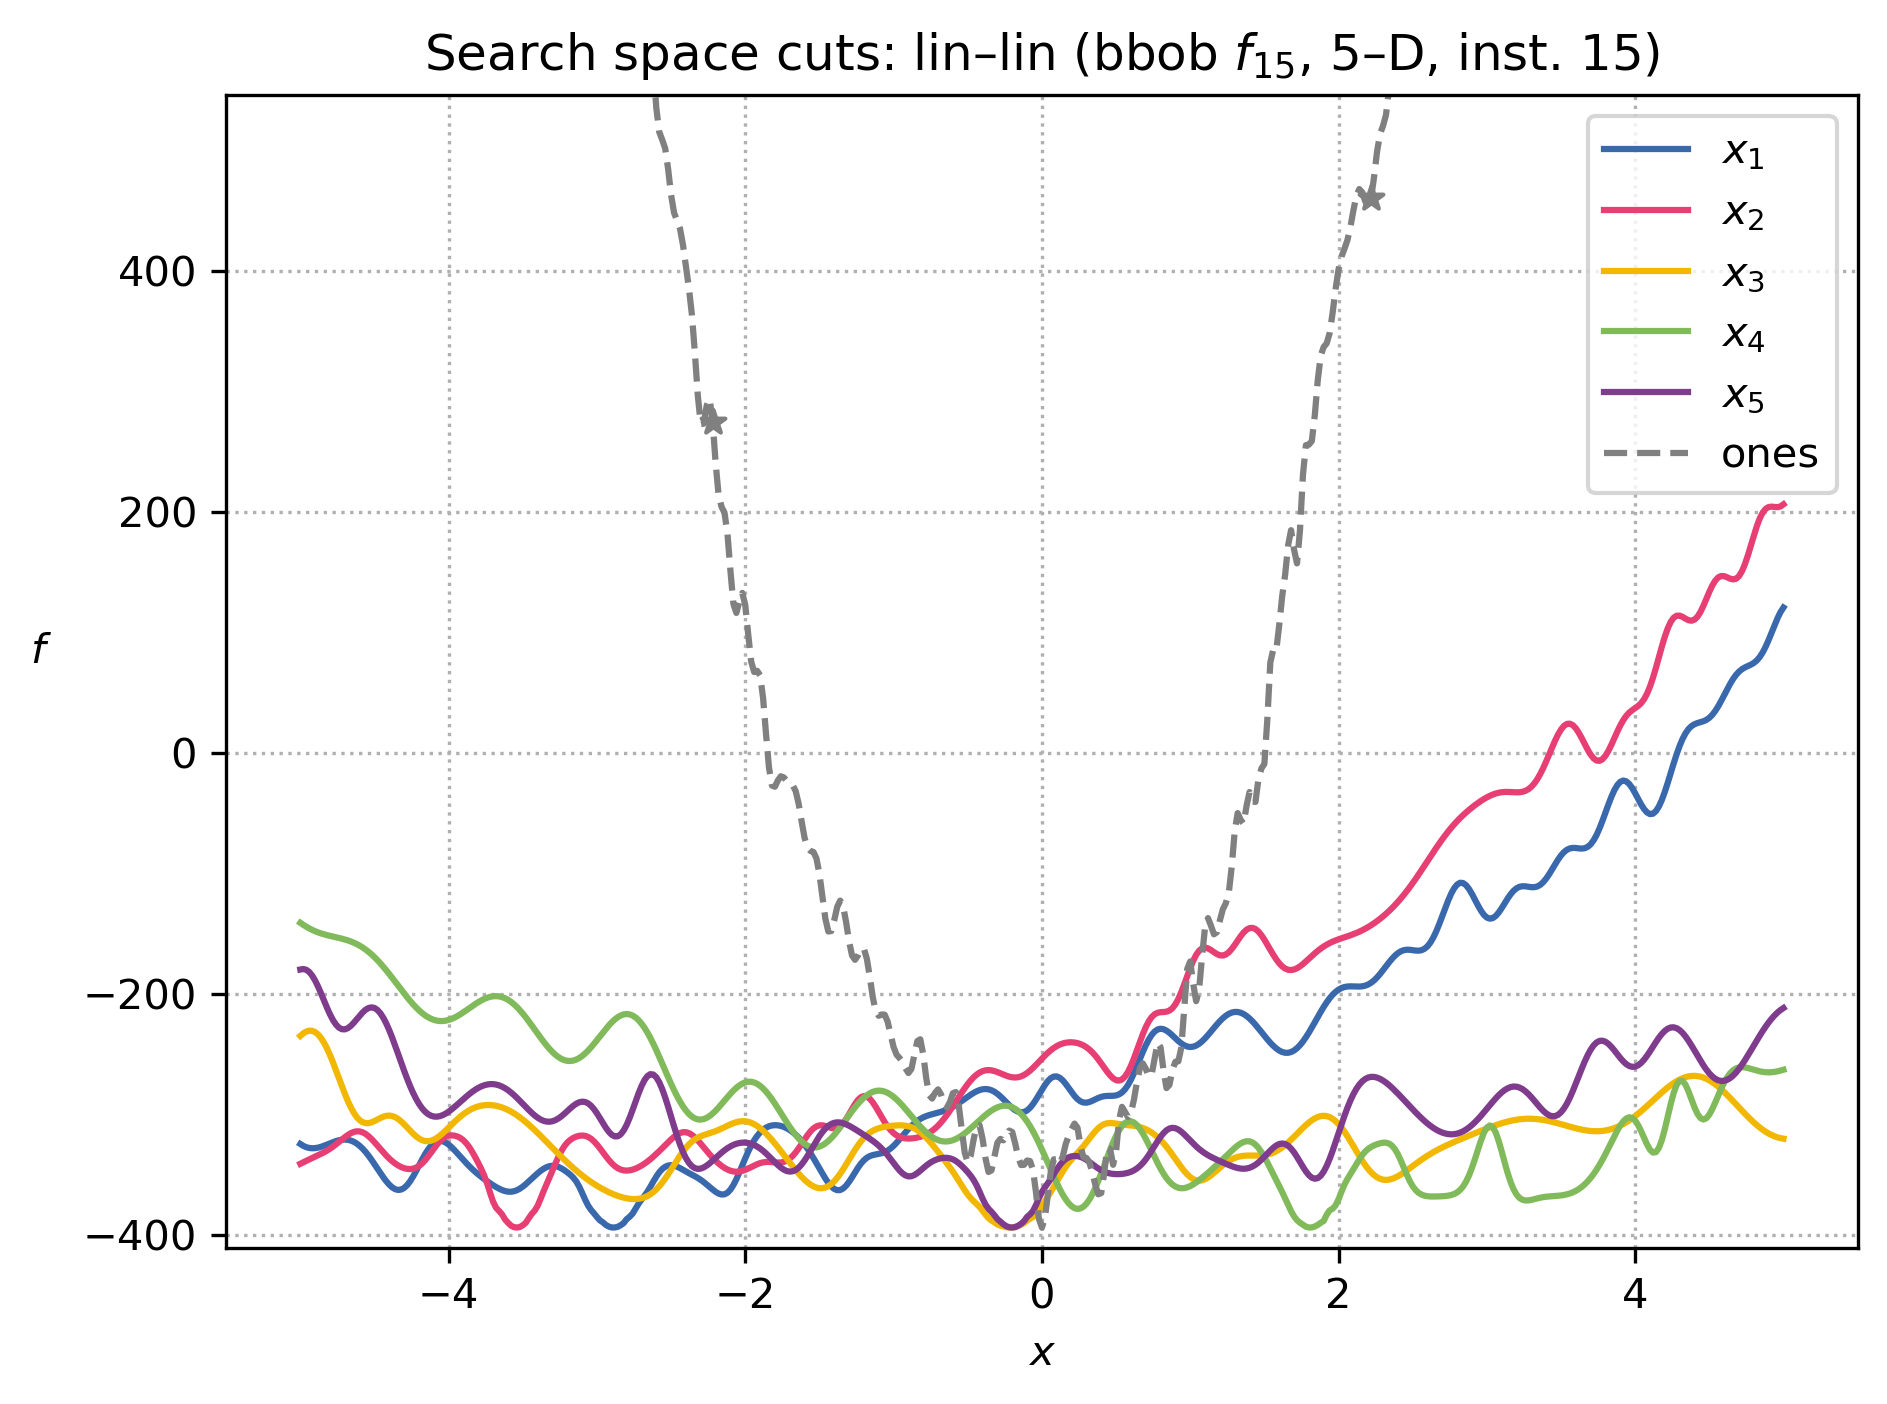 Search space cuts: lin–lin (bbob f₁₅, 5–D, inst. 15)
x₁
x₂
x₃
x₄
x₅
ones
400
200
0
−200
−400
f
−4
−2
0
2
4
x